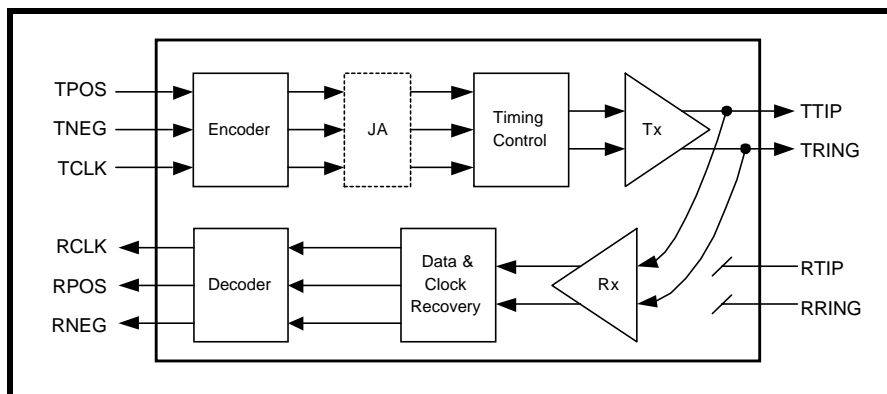 TPOS
TNEG
TCLK
Encoder
JA
Timing
Control
Tx
TTIP
TRING
RCLK
RPOS
RNEG
Decoder
Data &
Clock
Recovery
Rx
RTIP
RRING